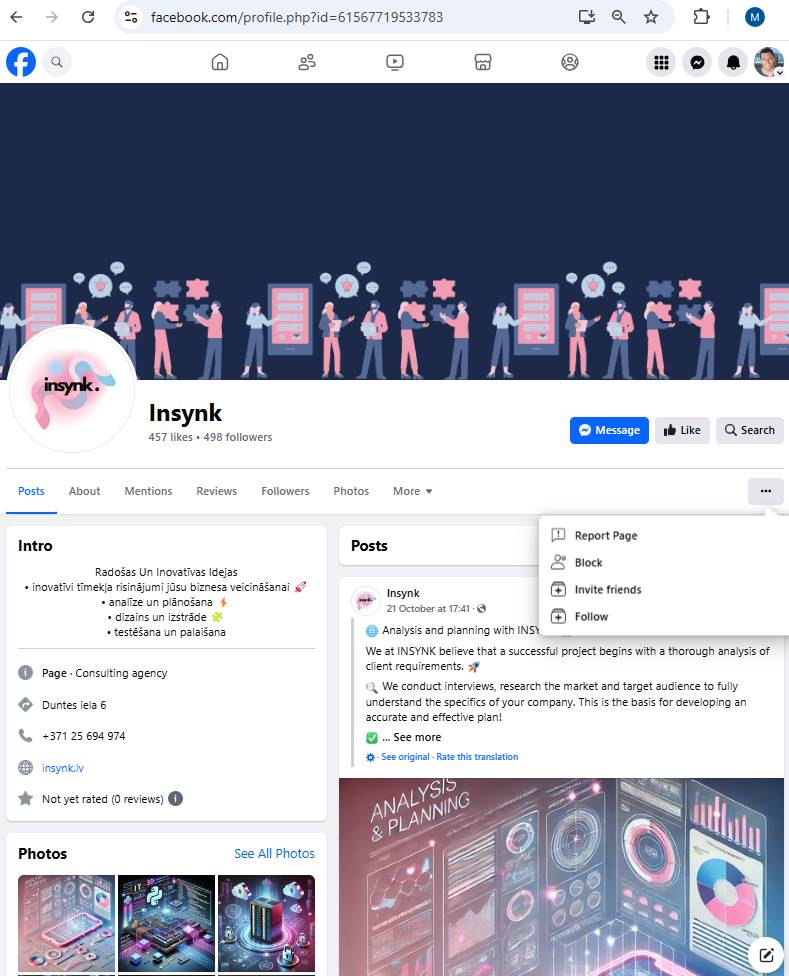 facebook.com/profile.php?id=61567719533783
M
insynk.
Insynk
457 likes • 498 followers
Message
Like
Search
Posts
About
Mentions
Reviews
Followers
Photos
More
Report Page
Block
Invite friends
Follow
Intro
Radošas Un Inovatīvas Idejas
• inovatīvi tīmekļa risinājumi jūsu biznesa veicināšanai 🚀
• analīze un plānošana ⚡
• dizains un izstrāde 🧩
• testēšana un palaišana
Page · Consulting agency
Duntes iela 6
+371 25 694 974
insynk.lv
Not yet rated (0 reviews)
Photos
See All Photos
Posts
Insynk
21 October at 17:41 ·
🌐 Analysis and planning with INSY
We at INSYNK believe that a successful project begins with a thorough analysis of
client requirements. 🚀
🔍 We conduct interviews, research the market and target audience to fully
understand the specifics of your company. This is the basis for developing an
accurate and effective plan!
✅ ... See more
· See original · Rate this translation
ANALYSIS
& PLANNING